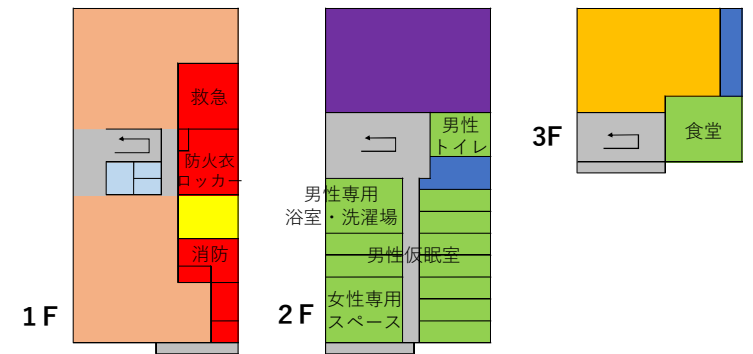 救急
防火衣
ロッカー
消防
1F
男性
トイレ
男性専用
浴室・洗濯場
男性仮眠室
女性専用
スペース
2F
3F
食堂